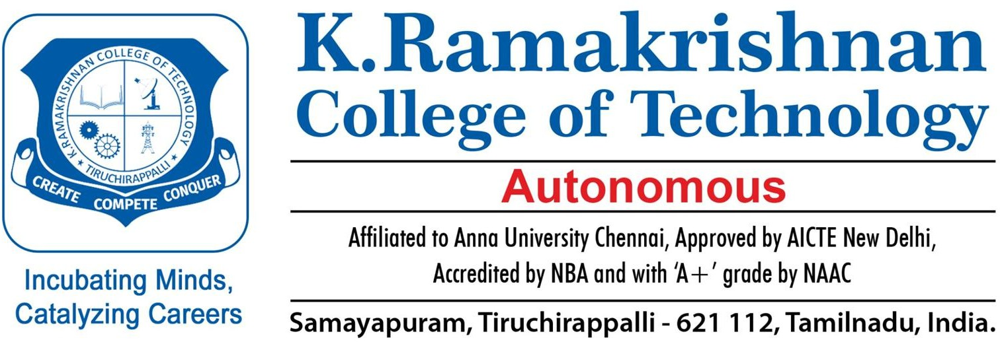 K.RAMAKRISHNAN COLLEGE OF TECHNOLOGY
★ TIRUCHIRAPPALLI ★
CREATE COMPETE CONQUER
Incubating Minds,
Catalyzing Careers
K.Ramakrishnan
College of Technology
Autonomous
Affiliated to Anna University Chennai, Approved by AICTE New Delhi,
Accredited by NBA and with ‘A+’ grade by NAAC
Samayapuram, Tiruchirappalli - 621 112, Tamilnadu, India.